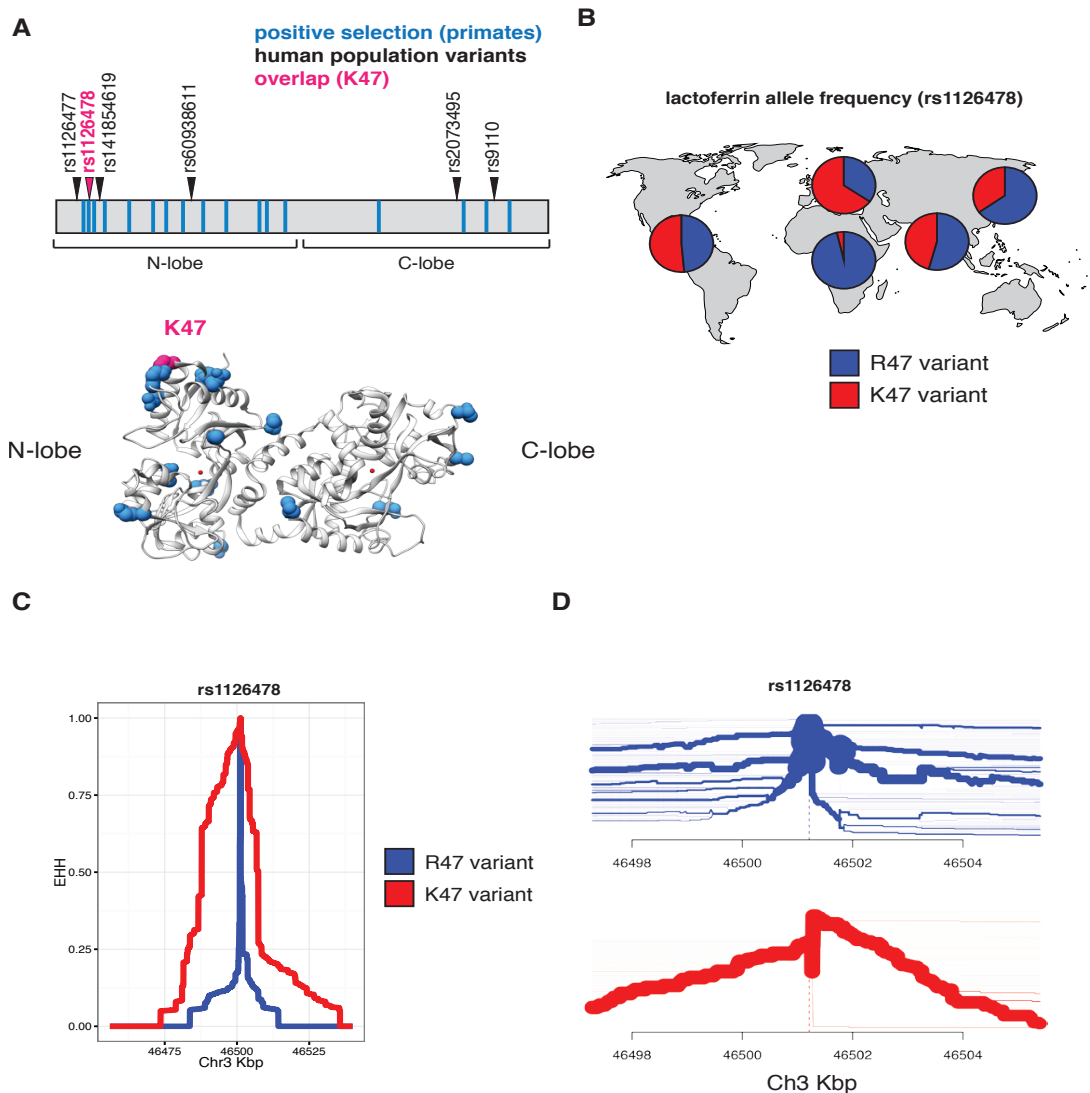 A
positive selection (primates)
human population variants
overlap (K47)
rs1126477
rs1126478
rs141854619
rs60938611
rs2073495
rs9110
N-lobe
C-lobe
K47
N-lobe
C-lobe
B
lactoferrin allele frequency (rs1126478)
R47 variant
K47 variant
C
rs1126478
1.00
0.75
0.50
0.25
0.00
EHH
46475
46500
46525
Chr3 Kbp
R47 variant
K47 variant
D
rs1126478
46498
46500
46502
46504
46498
46500
46502
46504
Ch3 Kbp